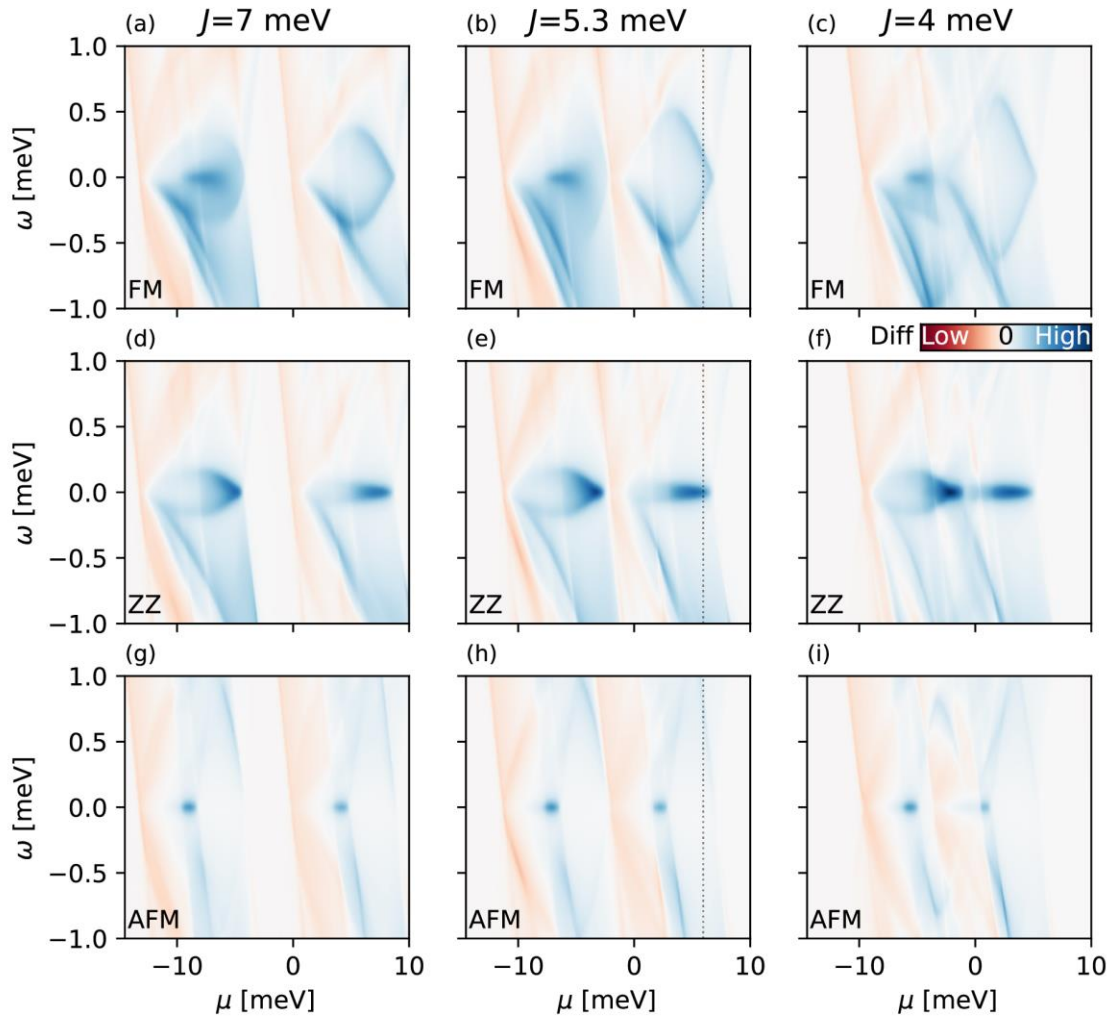 J=7 meV
J=5.3 meV
J=4 meV
(a)
(b)
(c)
1.0
0.5
0.0
−0.5
−1.0
ω [meV]
FM
FM
FM
(d)
(e)
(f)
Diff Low 0 High
1.0
0.5
0.0
−0.5
−1.0
ω [meV]
ZZ
ZZ
ZZ
(g)
(h)
(i)
1.0
0.5
0.0
−0.5
−1.0
ω [meV]
AFM
AFM
AFM
−10 0 10
−10 0 10
−10 0 10
μ [meV]
μ [meV]
μ [meV]